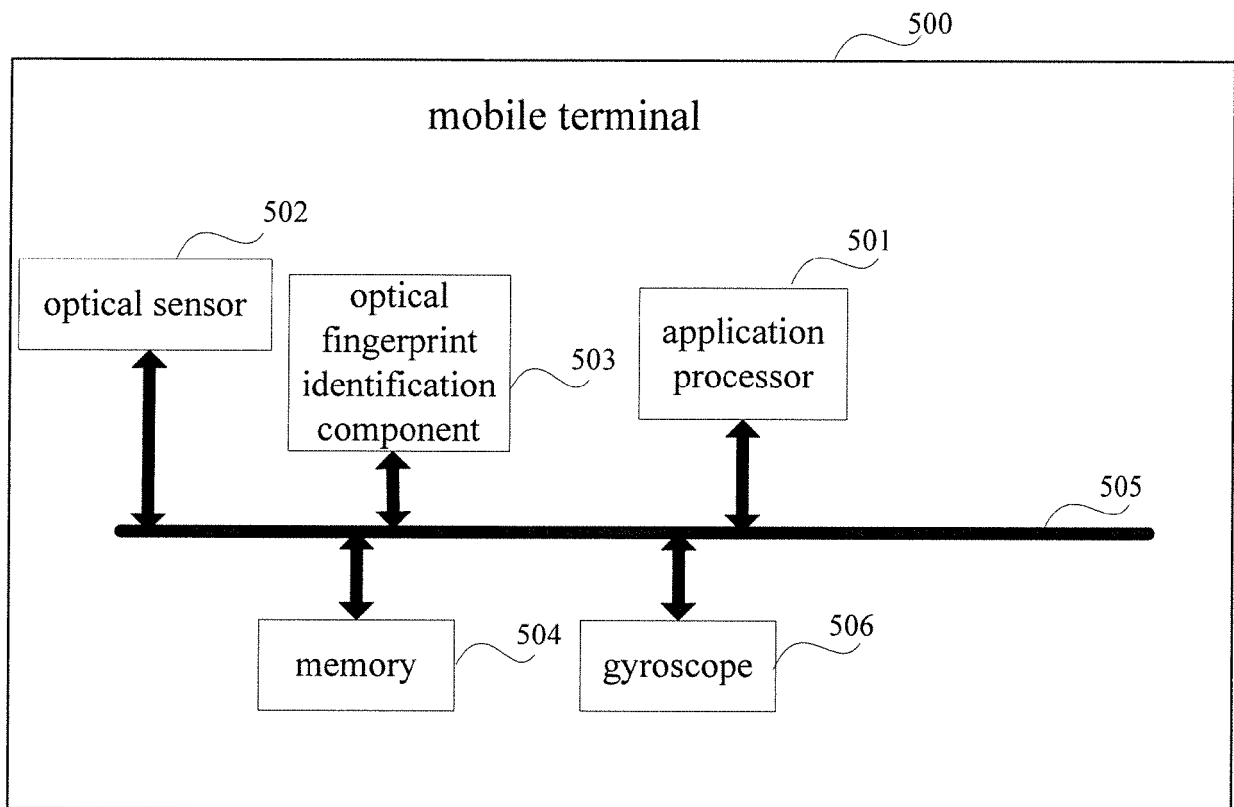 500
mobile terminal
502
optical sensor
optical
fingerprint
identification
component
503
501
application
processor
505
memory
504
gyroscope
506